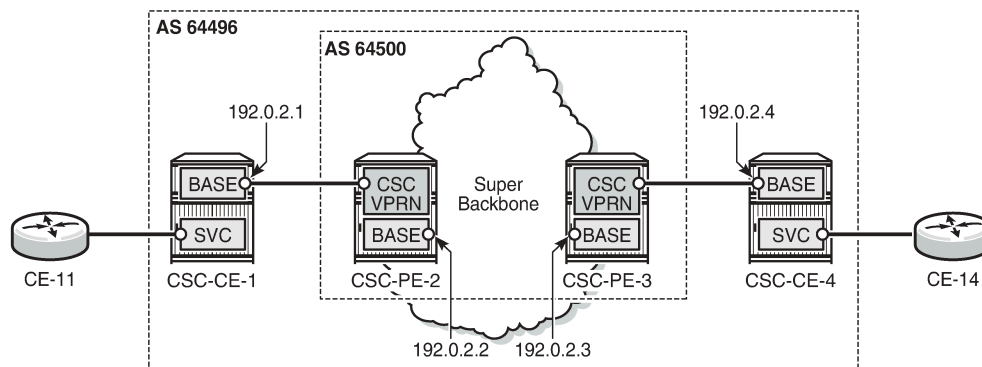 AS 64496
AS 64500
192.0.2.1
192.0.2.4
BASE
CSC
VPRN
Super
Backbone
CSC
VPRN
BASE
SVC
BASE
BASE
SVC
CE-11
CSC-CE-1
CSC-PE-2
CSC-PE-3
CSC-CE-4
CE-14
192.0.2.2
192.0.2.3